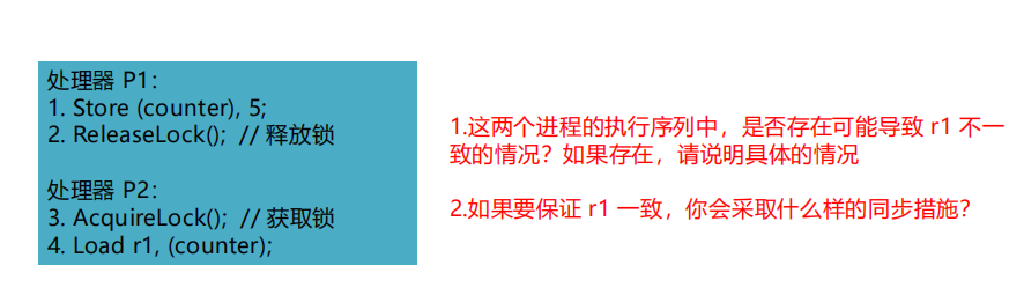 处理器 P1：
1. Store (counter), 5;
2. ReleaseLock();  // 释放锁
处理器 P2：
3. AcquireLock();  // 获取锁
4. Load r1, (counter);
1.这两个进程的执行序列中，是否存在可能导致 r1 不一
致的情况？如果存在，请说明具体的情况
2.如果要保证 r1 一致，你会采取什么样的同步措施？